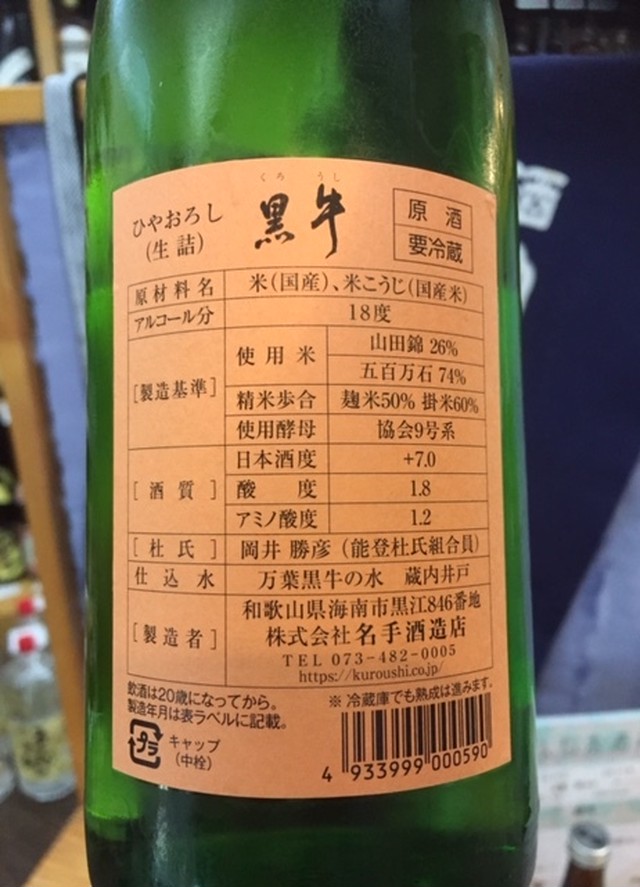 くろ うし
ひやおろし
(生詰)
黒牛
原酒
要冷蔵
原材料名 米(国産)、米こうじ(国産米)
アルコール分 18度
[製造基準]
使用米 山田錦 26%
五百万石 74%
精米歩合 麹米50% 掛米60%
使用酵母 協会9号系
[酒質]
日本酒度 +7.0
酸度 1.8
アミノ酸度 1.2
[杜氏] 岡井 勝彦(能登杜氏組合員)
仕込水 万葉黒牛の水 蔵内井戸
[製造者]
和歌山県海南市黒江846番地
株式会社名手酒造店
TEL 073-482-0005
https://kuroushi.co.jp/
飲酒は20歳になってから。
製造年月は表ラベルに記載。
※ 冷蔵庫でも熟成は進みます。
プラ
キャップ
(中栓)
4 933999 000590
酒